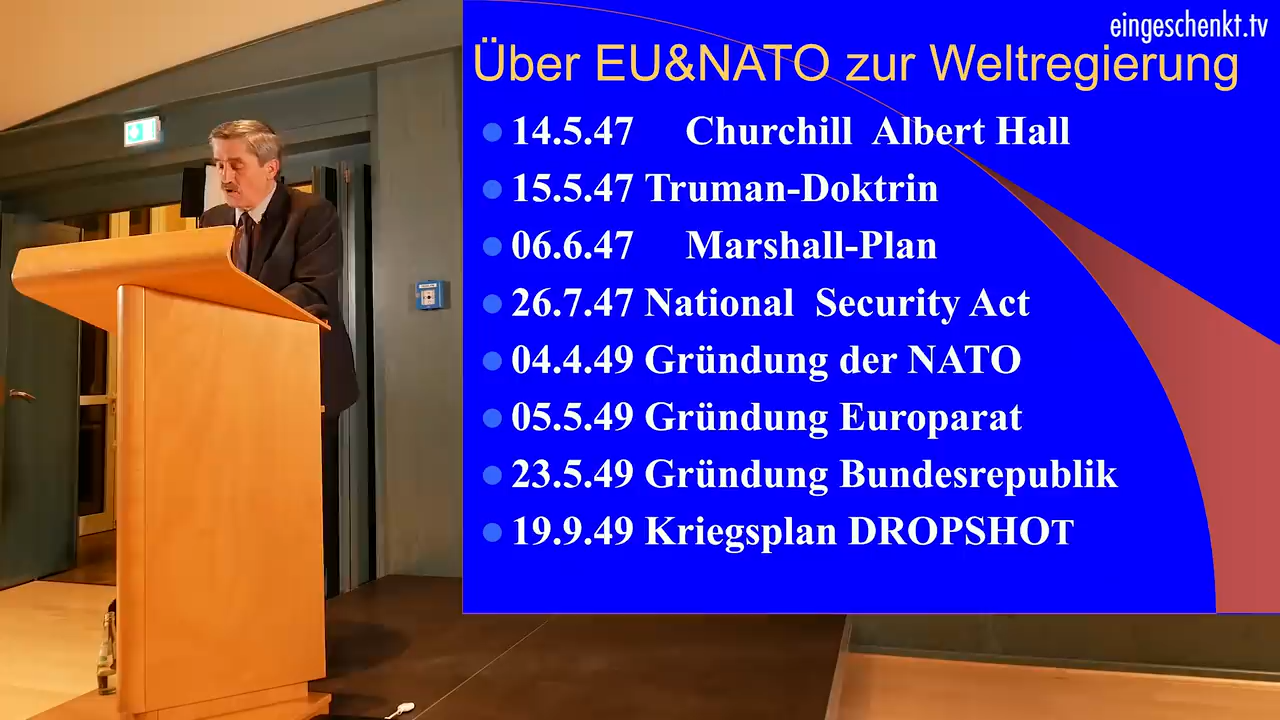 eingeschenkt.tv
Über EU&NATO zur Weltregierung
14.5.47 Churchill Albert Hall
15.5.47 Truman-Doktrin
06.6.47 Marshall-Plan
26.7.47 National Security Act
04.4.49 Gründung der NATO
05.5.49 Gründung Europarat
23.5.49 Gründung Bundesrepublik
19.9.49 Kriegsplan DROPSHOT